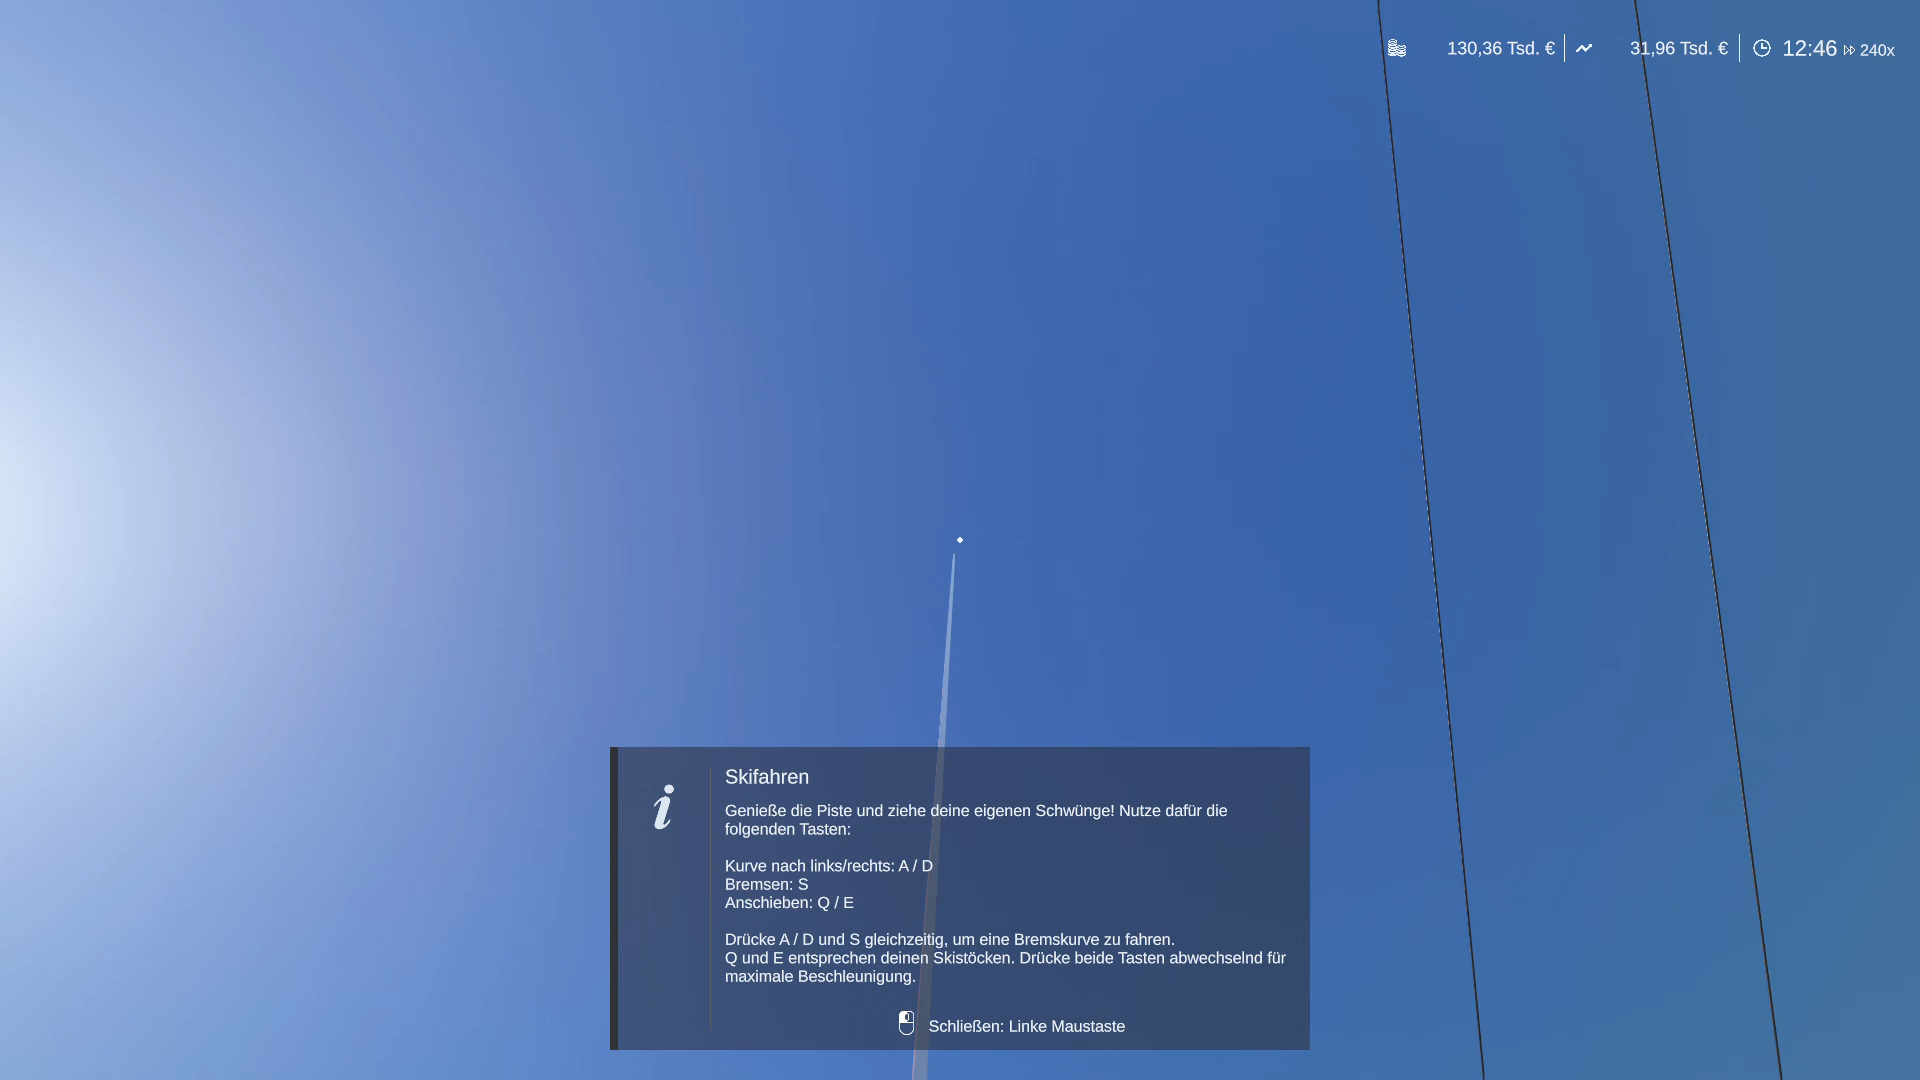 130,36 Tsd. €
31,96 Tsd. €
12:46
240x
Skifahren
Genieße die Piste und ziehe deine eigenen Schwünge! Nutze dafür die
folgenden Tasten:
Kurve nach links/rechts: A / D
Bremsen: S
Anschieben: Q / E
Drücke A / D und S gleichzeitig, um eine Bremskurve zu fahren.
Q und E entsprechen deinen Skistöcken. Drücke beide Tasten abwechselnd für
maximale Beschleunigung.
Schließen: Linke Maustaste